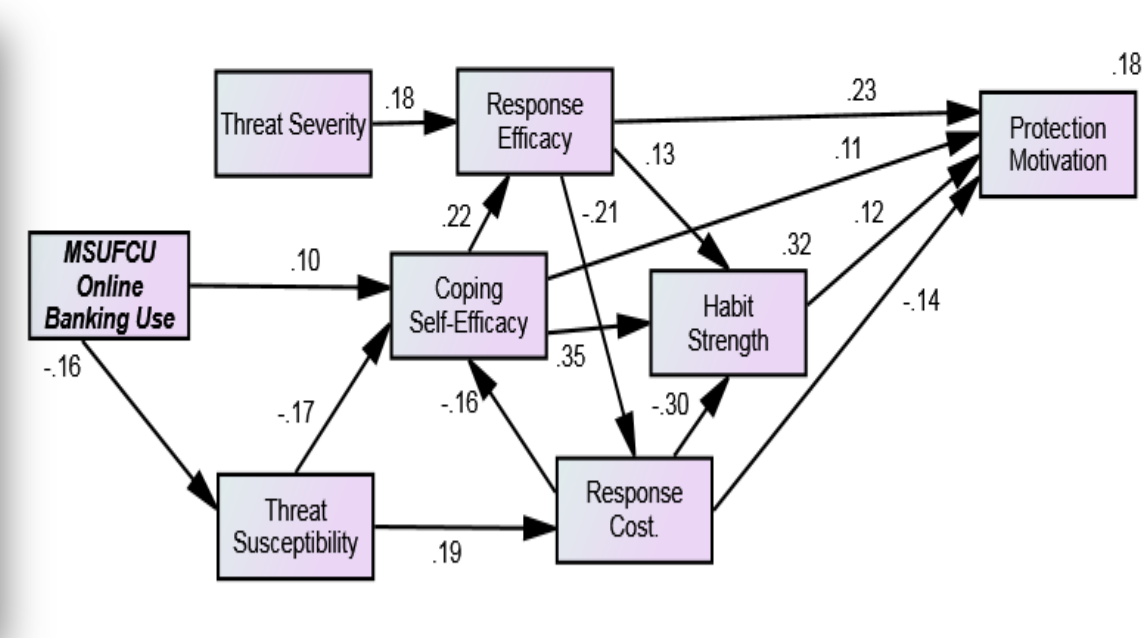 .18
.18
.23
Threat Severity
Response
Efficacy
Protection
Motivation
.13
.11
.22
-.21
.12
.32
MSUFCU
Online
Banking Use
.10
Coping
Self-Efficacy
Habit
Strength
-.14
-.16
.35
-.17
-.16
-.30
Threat
Susceptibility
Response
Cost.
.19